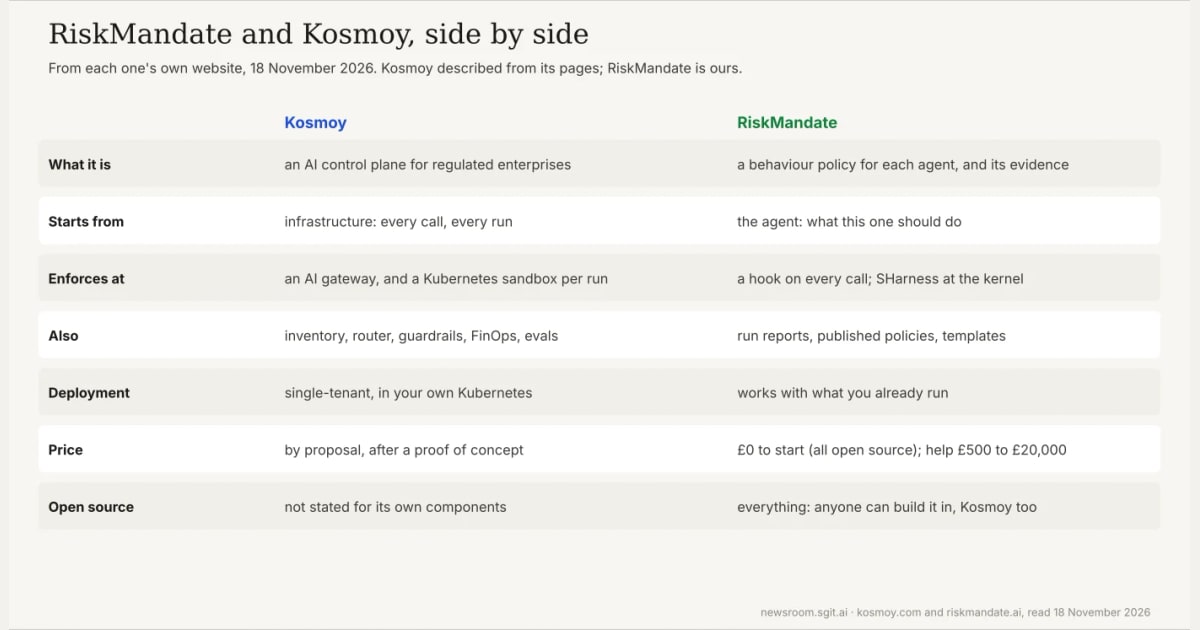 RiskMandate and Kosmoy, side by side
From each one's own website, 18 November 2026. Kosmoy described from its pages; RiskMandate is ours.
Kosmoy RiskMandate
What it is an AI control plane for regulated enterprises a behaviour policy for each agent, and its evidence
Starts from infrastructure: every call, every run the agent: what this one should do
Enforces at an AI gateway, and a Kubernetes sandbox per run a hook on every call; SHarness at the kernel
Also inventory, router, guardrails, FinOps, evals run reports, published policies, templates
Deployment single-tenant, in your own Kubernetes works with what you already run
Price by proposal, after a proof of concept £0 to start (all open source); help £500 to £20,000
Open source not stated for its own components everything: anyone can build it in, Kosmoy too
newsroom.sgit.ai · kosmoy.com and riskmandate.ai, read 18 November 2026